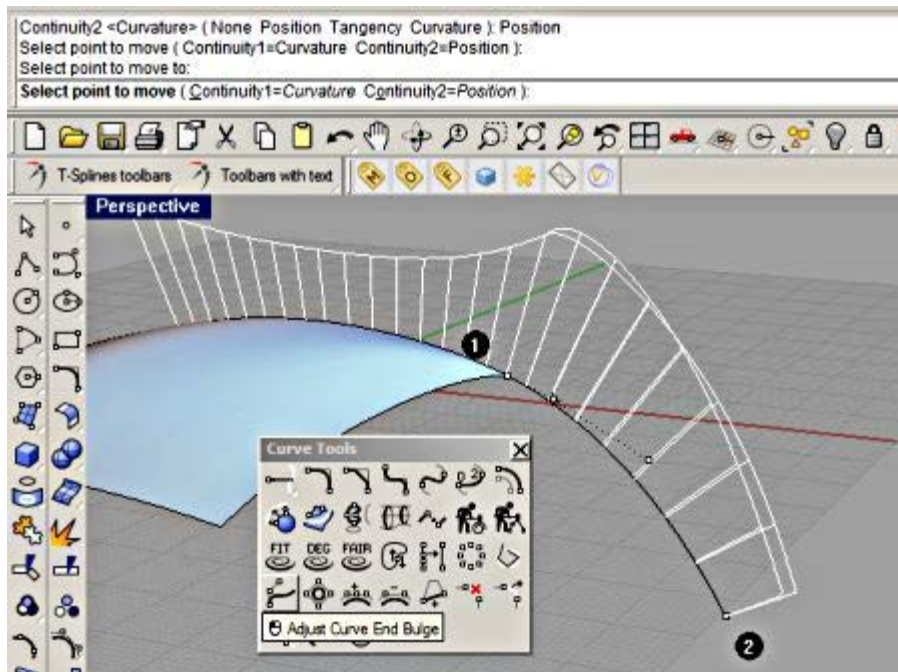 Continuity2 <Curvature> ( None Position Tangency Curvature ): Position
Select point to move ( Continuity1=Curvature Continuity2=Position ):
Select point to move to:
Select point to move ( Continuity1=Curvature Continuity2=Position ):
T-Splines toolbars Toolbars with text
Perspective
1
Curve Tools
FIT DEG FAIR
Adjust Curve End Bulge
2